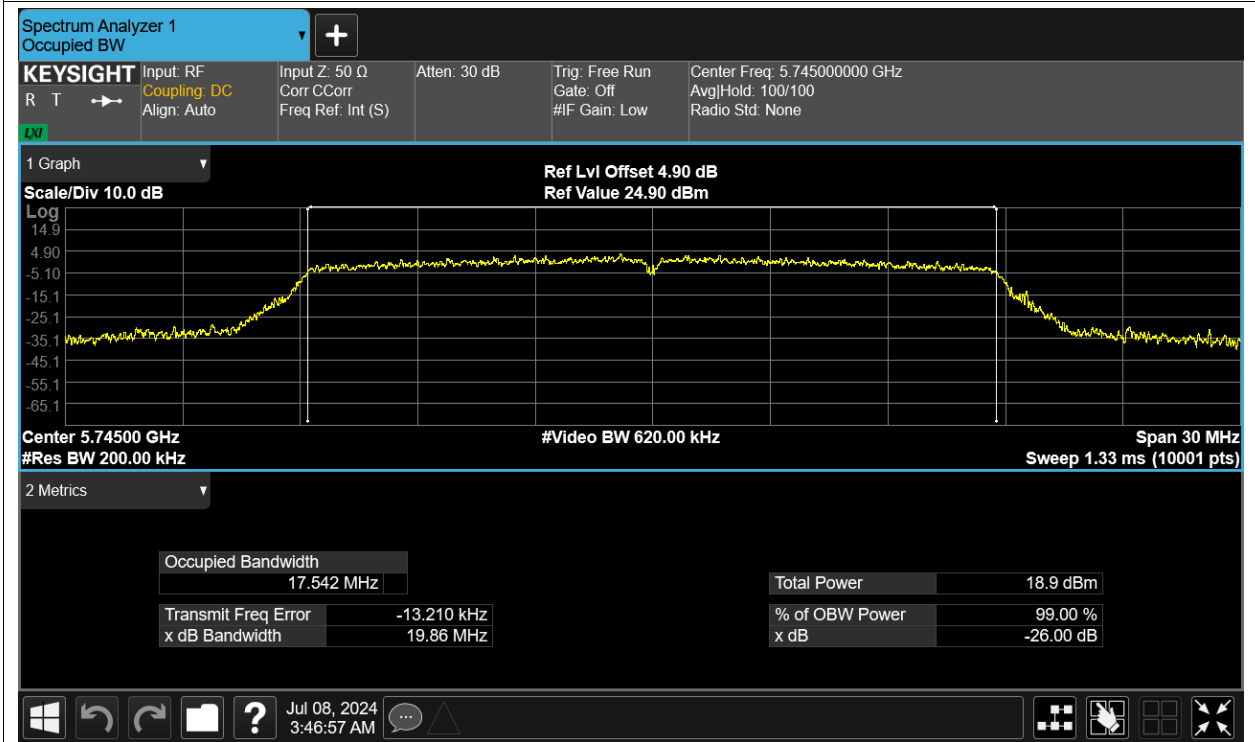 Spectrum Analyzer 1
Occupied BW
KEYSIGHT
R T
LXI
Input: RF
Coupling: DC
Align: Auto
Input Z: 50 Ω
Corr CCorr
Freq Ref: Int (S)
Atten: 30 dB
Trig: Free Run
Gate: Off
#IF Gain: Low
Center Freq: 5.745000000 GHz
Avg|Hold: 100/100
Radio Std: None
1 Graph
Scale/Div 10.0 dB
Ref Lvl Offset 4.90 dB
Ref Value 24.90 dBm
Log
14.9
4.90
-5.10
-15.1
-25.1
-35.1
-45.1
-55.1
-65.1
Center 5.74500 GHz
#Res BW 200.00 kHz
#Video BW 620.00 kHz
Span 30 MHz
Sweep 1.33 ms (10001 pts)
2 Metrics
Occupied Bandwidth
17.542 MHz
Transmit Freq Error -13.210 kHz
x dB Bandwidth 19.86 MHz
Total Power 18.9 dBm
% of OBW Power 99.00 %
x dB -26.00 dB
?
Jul 08, 2024
3:46:57 AM